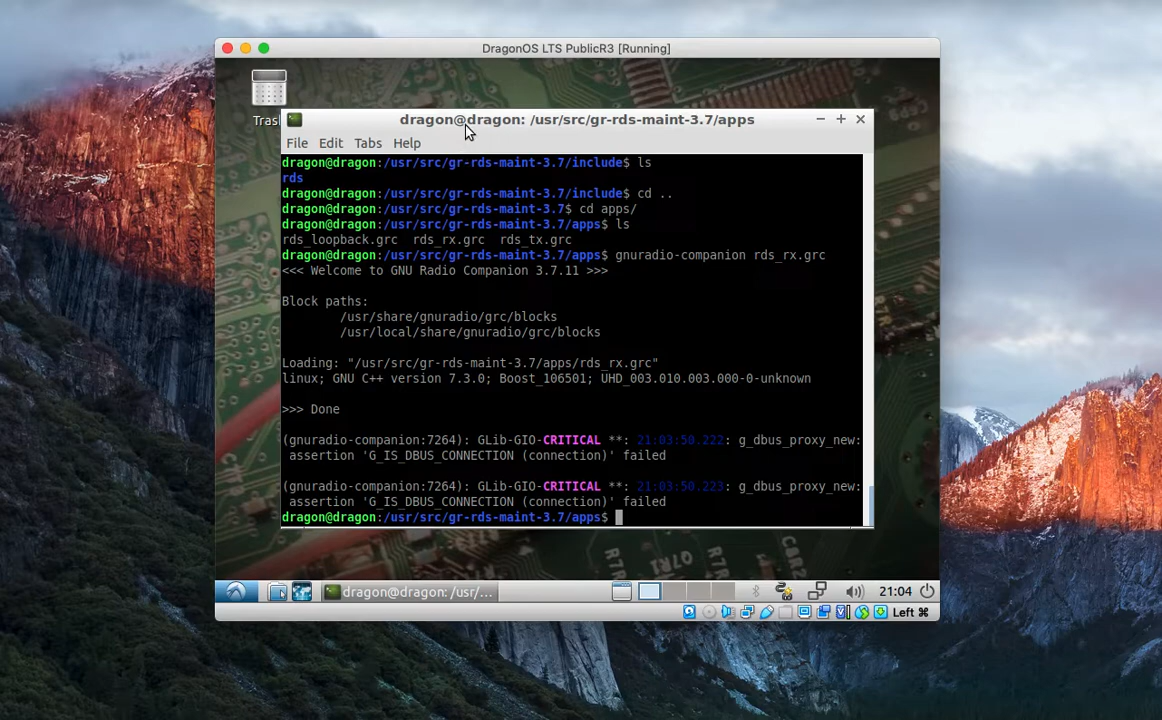 DragonOS LTS PublicR3 [Running]
dragon@dragon: /usr/src/gr-rds-maint-3.7/apps
File Edit Tabs Help
dragon@dragon:/usr/src/gr-rds-maint-3.7/include$ ls
rds
dragon@dragon:/usr/src/gr-rds-maint-3.7/include$ cd ..
dragon@dragon:/usr/src/gr-rds-maint-3.7$ cd apps/
dragon@dragon:/usr/src/gr-rds-maint-3.7/apps$ ls
rds_loopback.grc rds_rx.grc rds_tx.grc
dragon@dragon:/usr/src/gr-rds-maint-3.7/apps$ gnuradio-companion rds_rx.grc
<<< Welcome to GNU Radio Companion 3.7.11 >>>
Block paths:
/usr/share/gnuradio/grc/blocks
/usr/local/share/gnuradio/grc/blocks
Loading: "/usr/src/gr-rds-maint-3.7/apps/rds_rx.grc"
linux; GNU C++ version 7.3.0; Boost_106501; UHD_003.010.003.000-0-unknown
>>> Done
(gnuradio-companion:7264): GLib-GIO-CRITICAL **: 21:03:50.222: g_dbus_proxy_new:
assertion 'G_IS_DBUS_CONNECTION (connection)' failed
(gnuradio-companion:7264): GLib-GIO-CRITICAL **: 21:03:50.223: g_dbus_proxy_new:
assertion 'G_IS_DBUS_CONNECTION (connection)' failed
dragon@dragon:/usr/src/gr-rds-maint-3.7/apps$
dragon@dragon: /usr/... 21:04
Left ⌘